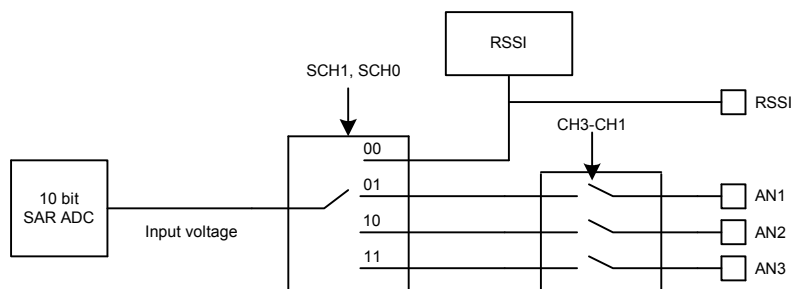 RSSI
SCH1, SCH0
RSSI
CH3-CH1
00
10 bit
SAR ADC
01
AN1
Input voltage
10
AN2
11
AN3